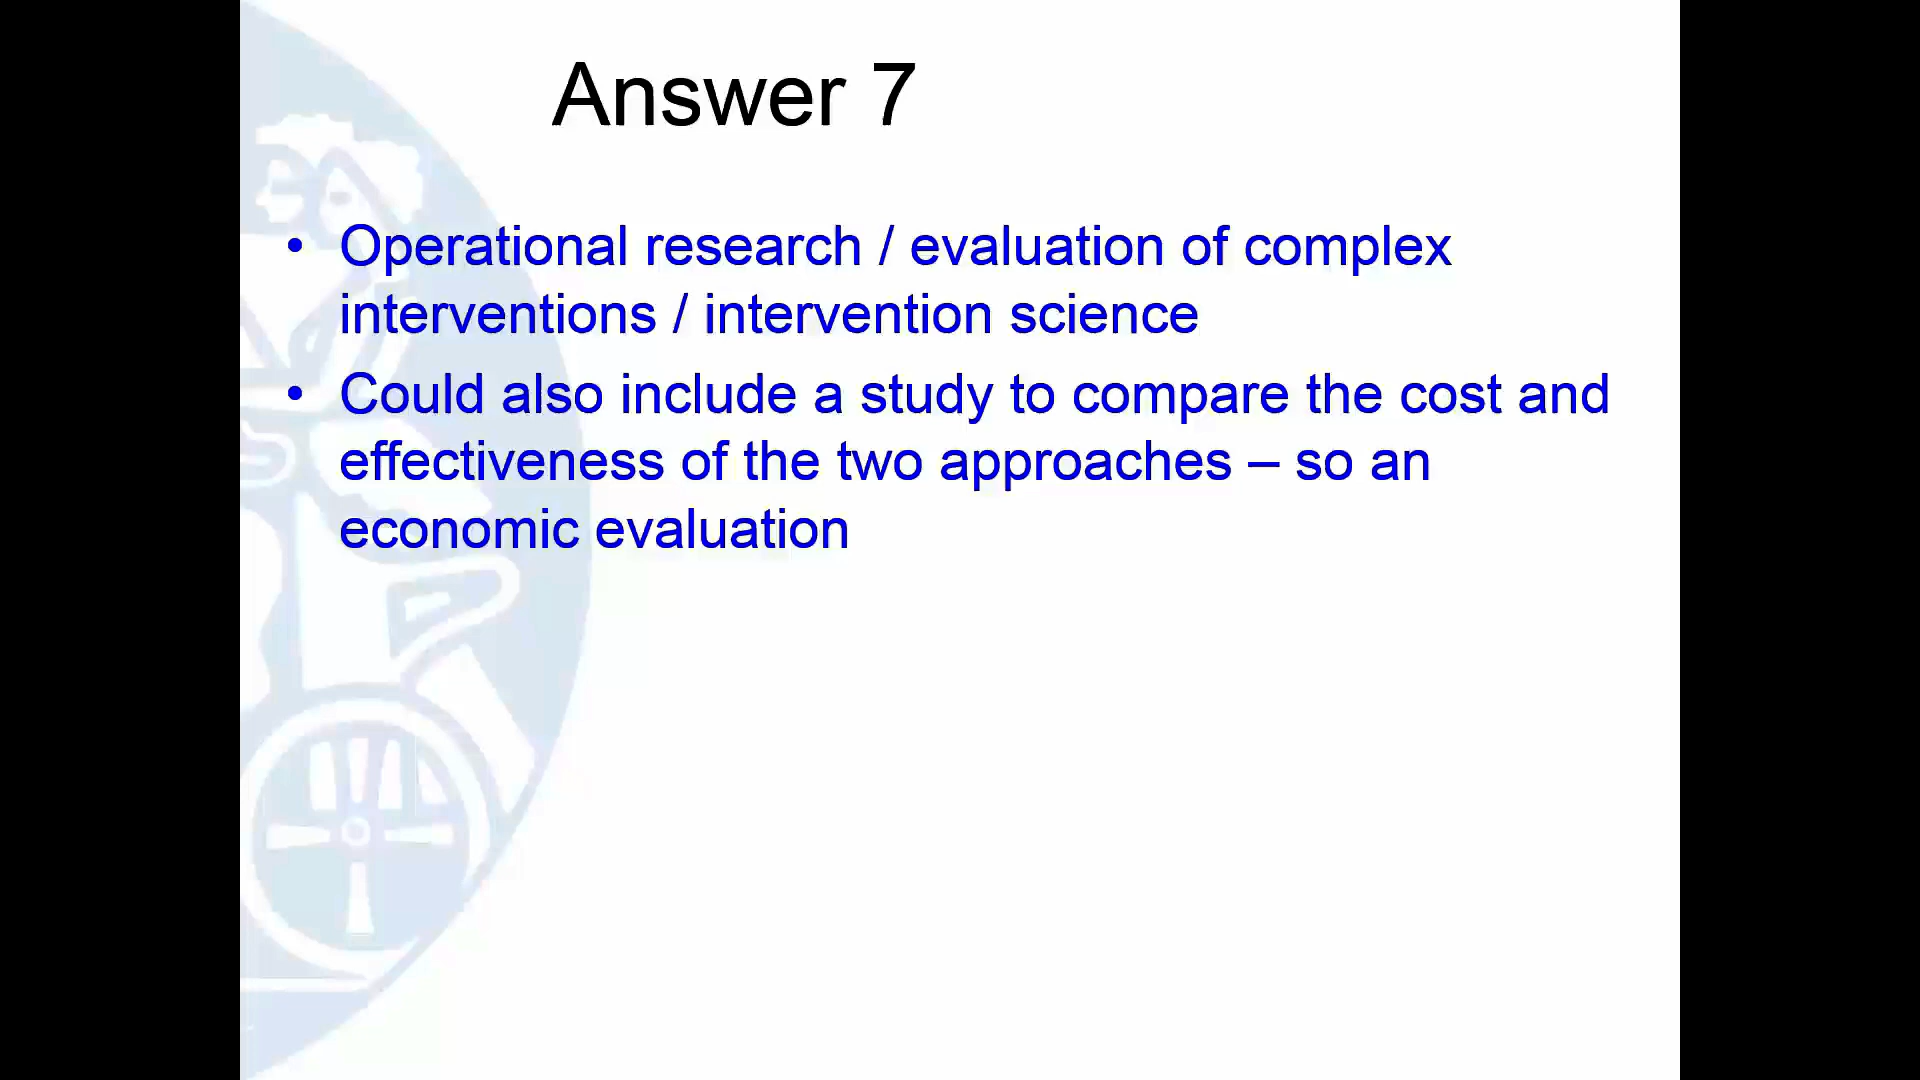 Answer 7
• Operational research / evaluation of complex
interventions / intervention science
• Could also include a study to compare the cost and
effectiveness of the two approaches – so an
economic evaluation